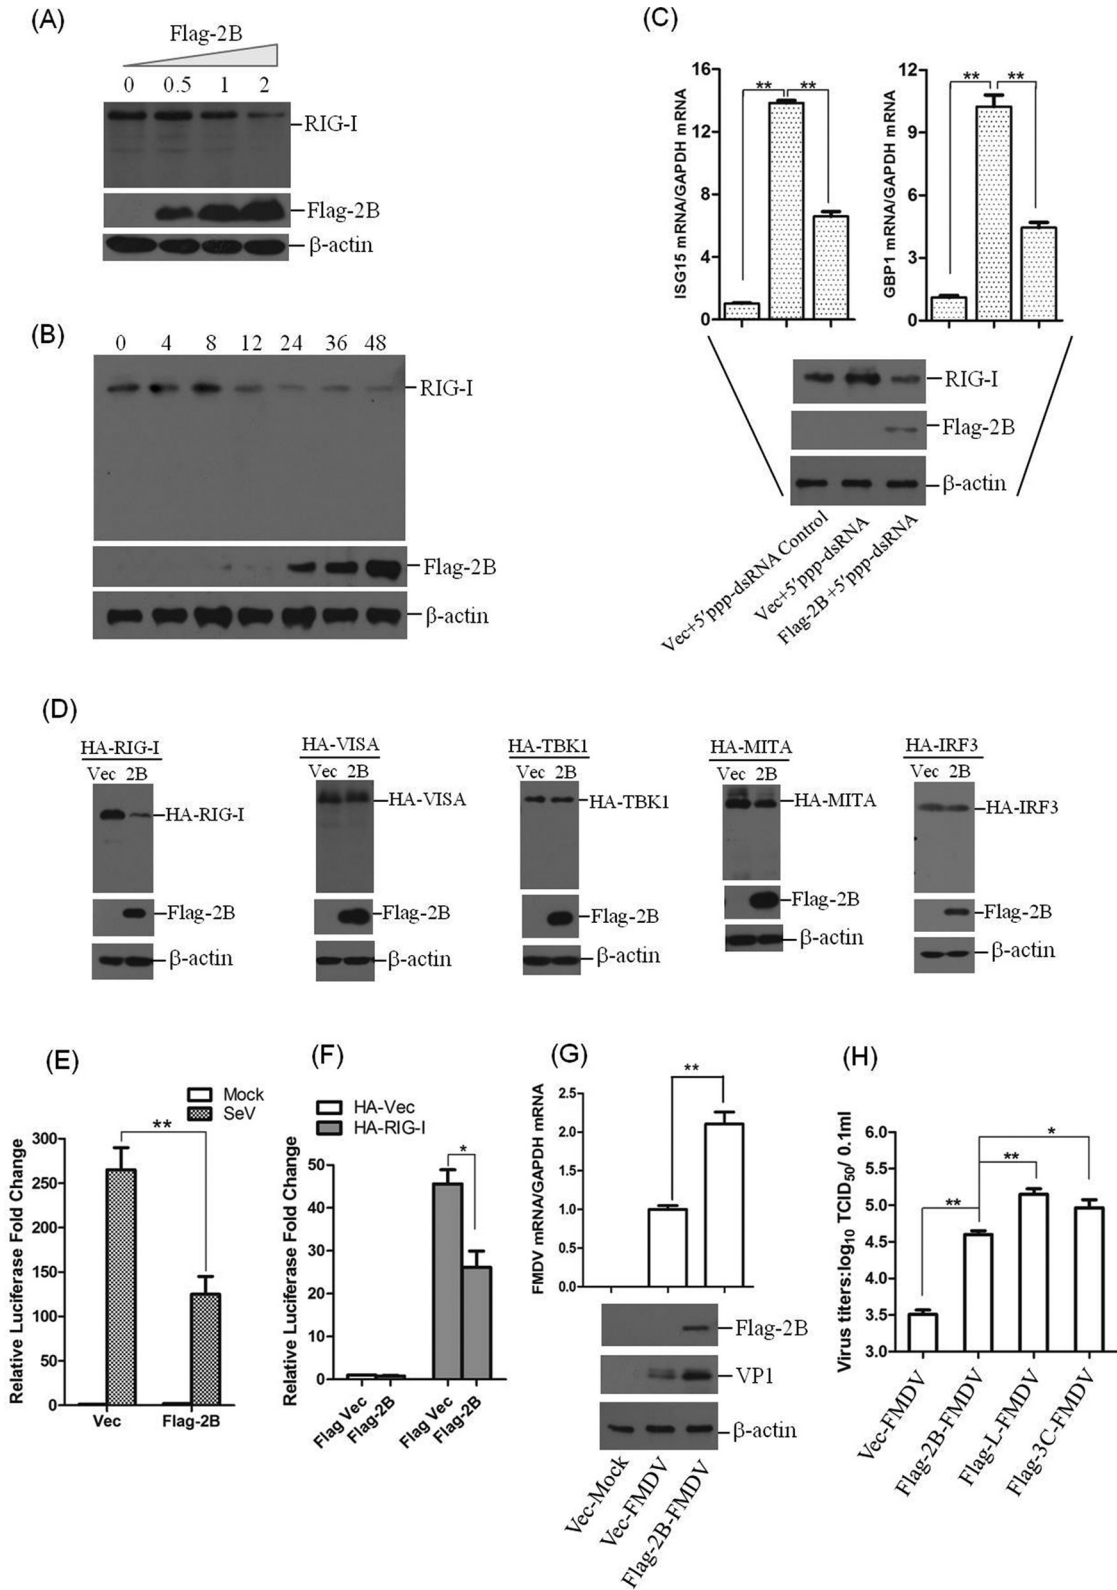 (A)
Flag-2B
0 0.5 1 2
RIG-I
Flag-2B
β-actin
(B)
0 4 8 12 24 36 48
RIG-I
Flag-2B
β-actin
(C)
16
12
8
4
0
ISG15 mRNA/GAPDH mRNA
** **
12
9
6
3
0
GBP1 mRNA/GAPDH mRNA
** **
RIG-I
Flag-2B
β-actin
Vec+5'ppp-dsRNA Control
Vec+5'ppp-dsRNA
Flag-2B+5'ppp-dsRNA
(D)
HA-RIG-I
Vec 2B
HA-RIG-I
Flag-2B
β-actin
HA-VISA
Vec 2B
HA-VISA
Flag-2B
β-actin
HA-TBK1
Vec 2B
HA-TBK1
Flag-2B
β-actin
HA-MITA
Vec 2B
HA-MITA
Flag-2B
β-actin
HA-IRF3
Vec 2B
HA-IRF3
Flag-2B
β-actin
(E)
Mock
SeV
**
Relative Luciferase Fold Change
300
250
200
150
100
50
0
Vec Flag-2B
(F)
HA-Vec
HA-RIG-I
*
Relative Luciferase Fold Change
50
40
30
20
10
0
Flag Vec
Flag-2B
Flag Vec
Flag-2B
(G)
**
FMDV mRNA/GAPDH mRNA
2.5
2.0
1.5
1.0
0.5
0.0
Flag-2B
VP1
β-actin
Vec-Mock
Vec-FMDV
Flag-2B-FMDV
(H)
Virus titers:log10 TCID50/ 0.1ml
6.0
5.5
5.0
4.5
4.0
3.5
3.0
**
**
*
Vec-FMDV
Flag-2B-FMDV
Flag-L-FMDV
Flag-3C-FMDV